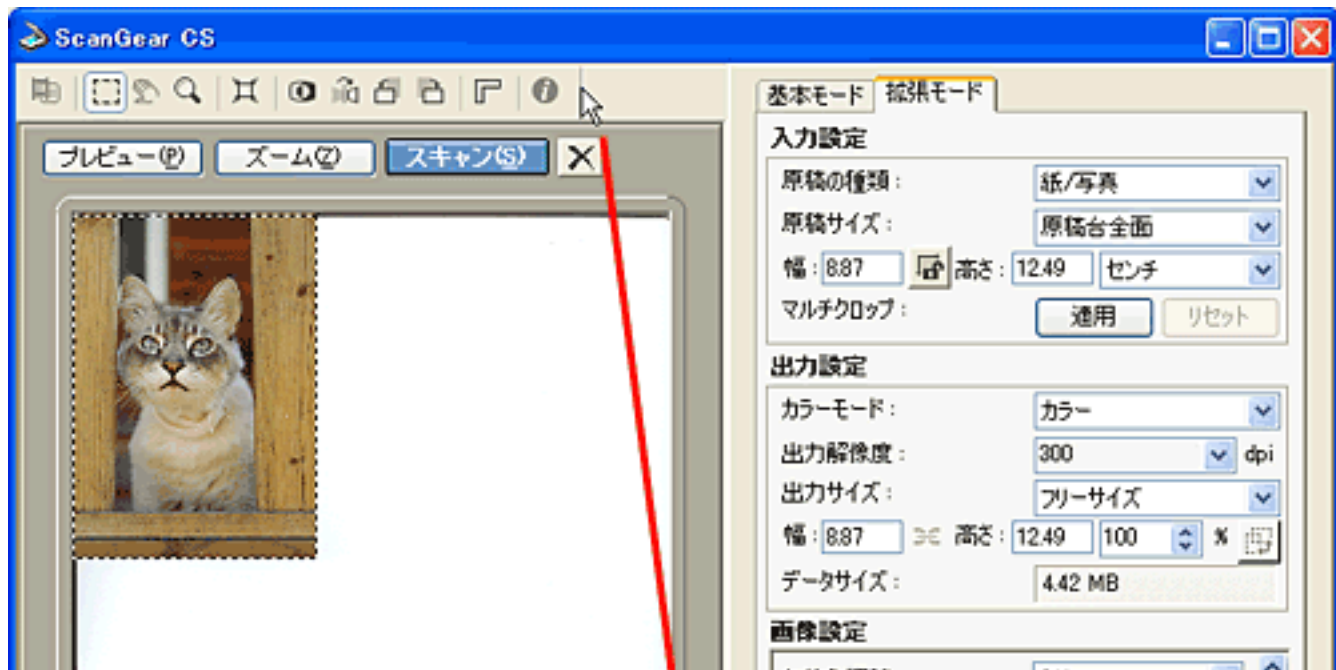 ScanGear CS
基本モード 拡張モード
プレビュー(P) ズーム(Z) スキャン(S)
入力設定
原稿の種類: 紙/写真
原稿サイズ: 原稿台全面
幅: 8.87 高さ: 12.49 センチ
マルチクロップ: 適用 リセット
出力設定
カラーモード: カラー
出力解像度: 300 dpi
出力サイズ: フリーサイズ
幅: 8.87 高さ: 12.49 100 %
データサイズ: 4.42 MB
画像設定